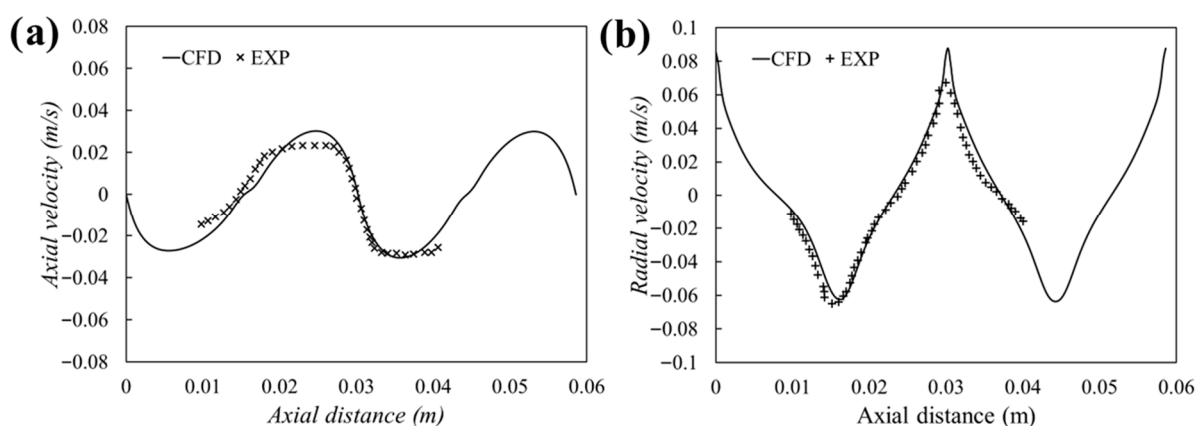 (a)
0.08
0.06
0.04
0.02
0
−0.02
−0.04
−0.06
−0.08
Axial velocity (m/s)
CFD × EXP
0 0.01 0.02 0.03 0.04 0.05 0.06
Axial distance (m)
(b)
0.1
0.08
0.06
0.04
0.02
0
−0.02
−0.04
−0.06
−0.08
−0.1
Radial velocity (m/s)
CFD + EXP
0 0.01 0.02 0.03 0.04 0.05 0.06
Axial distance (m)